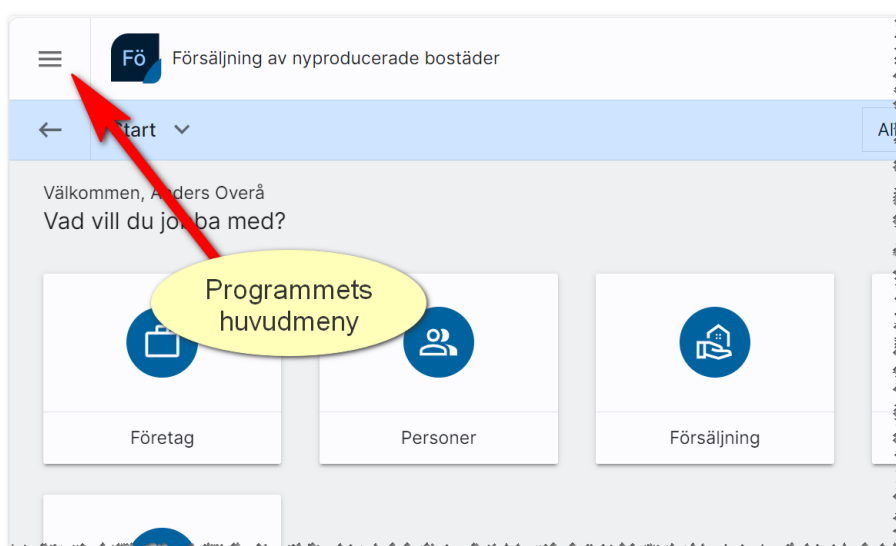 Fö Försäljning av nyproducerade bostäder
Start
Välkommen, Anders Overå
Vad vill du jobba med?
Programmets
huvudmeny
Företag Personer Försäljning